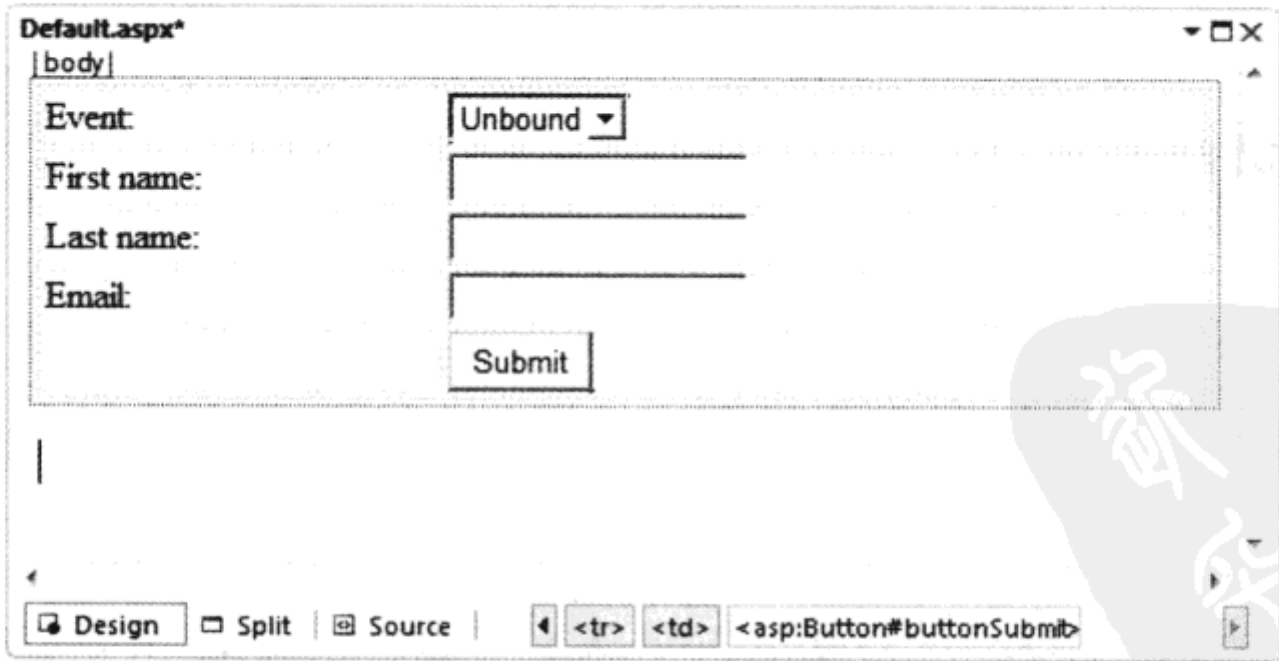 Default.aspx*
body
Event: Unbound
First name:
Last name:
Email:
Submit
Design Split Source <tr> <td> <asp:Button#buttonSubmit>